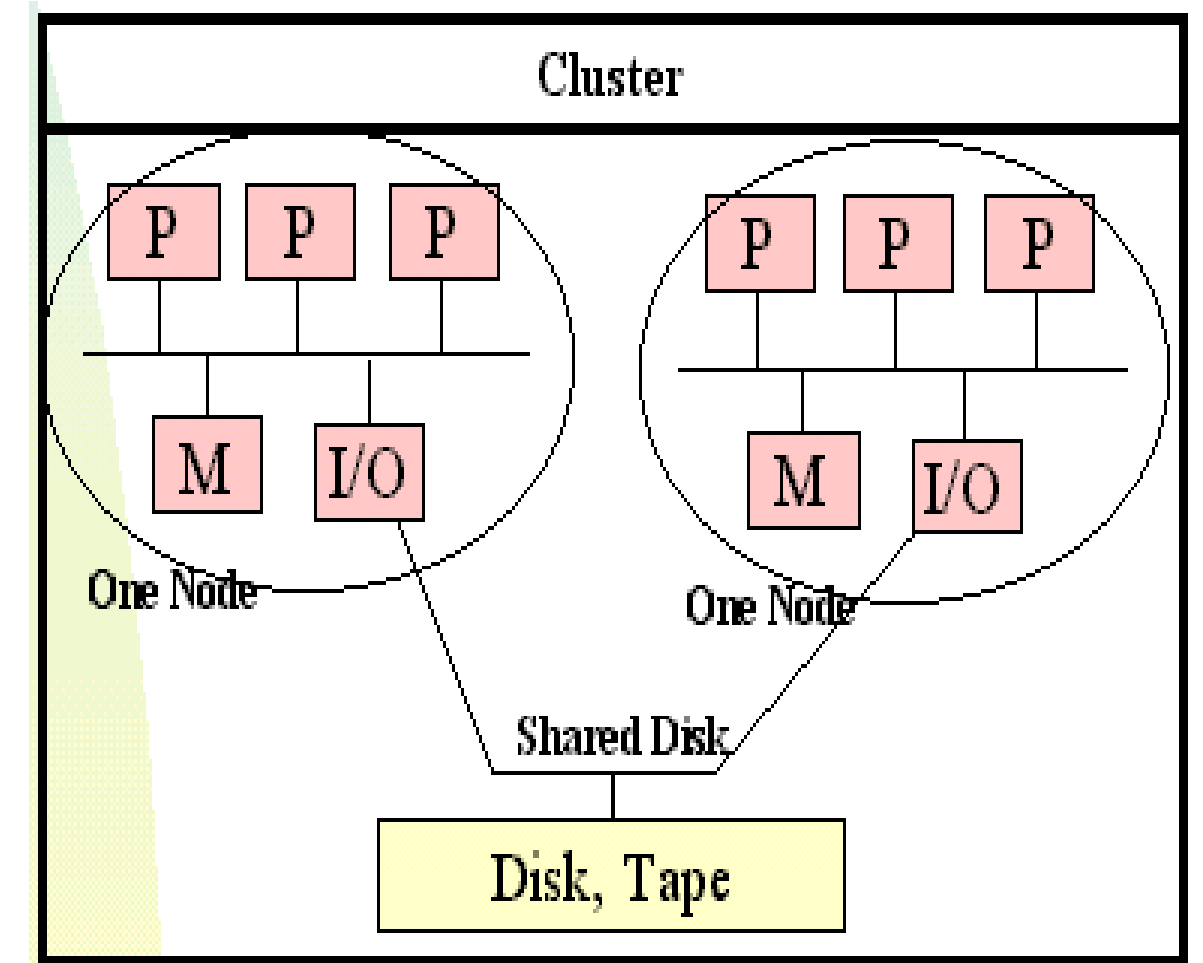 Cluster
P P P
M I/O
One Node
P P P
M I/O
One Node
Shared Disk
Disk, Tape